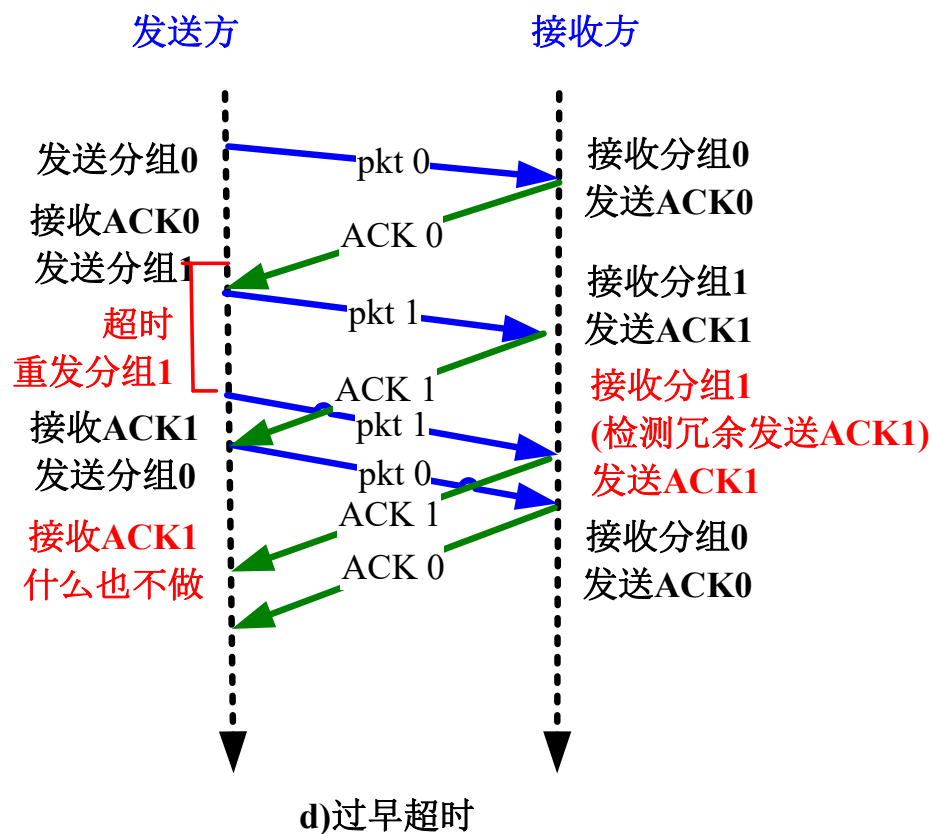 发送方
接收方
发送分组0
pkt 0
接收分组0
发送ACK0
接收ACK0
发送分组1
ACK 0
超时
重发分组1
pkt 1
接收分组1
发送ACK1
ACK 1
接收ACK1
发送分组0
pkt 1
接收分组1
(检测冗余发送ACK1)
发送ACK1
pkt 0
ACK 1
接收ACK1
什么也不做
ACK 0
接收分组0
发送ACK0
d)过早超时